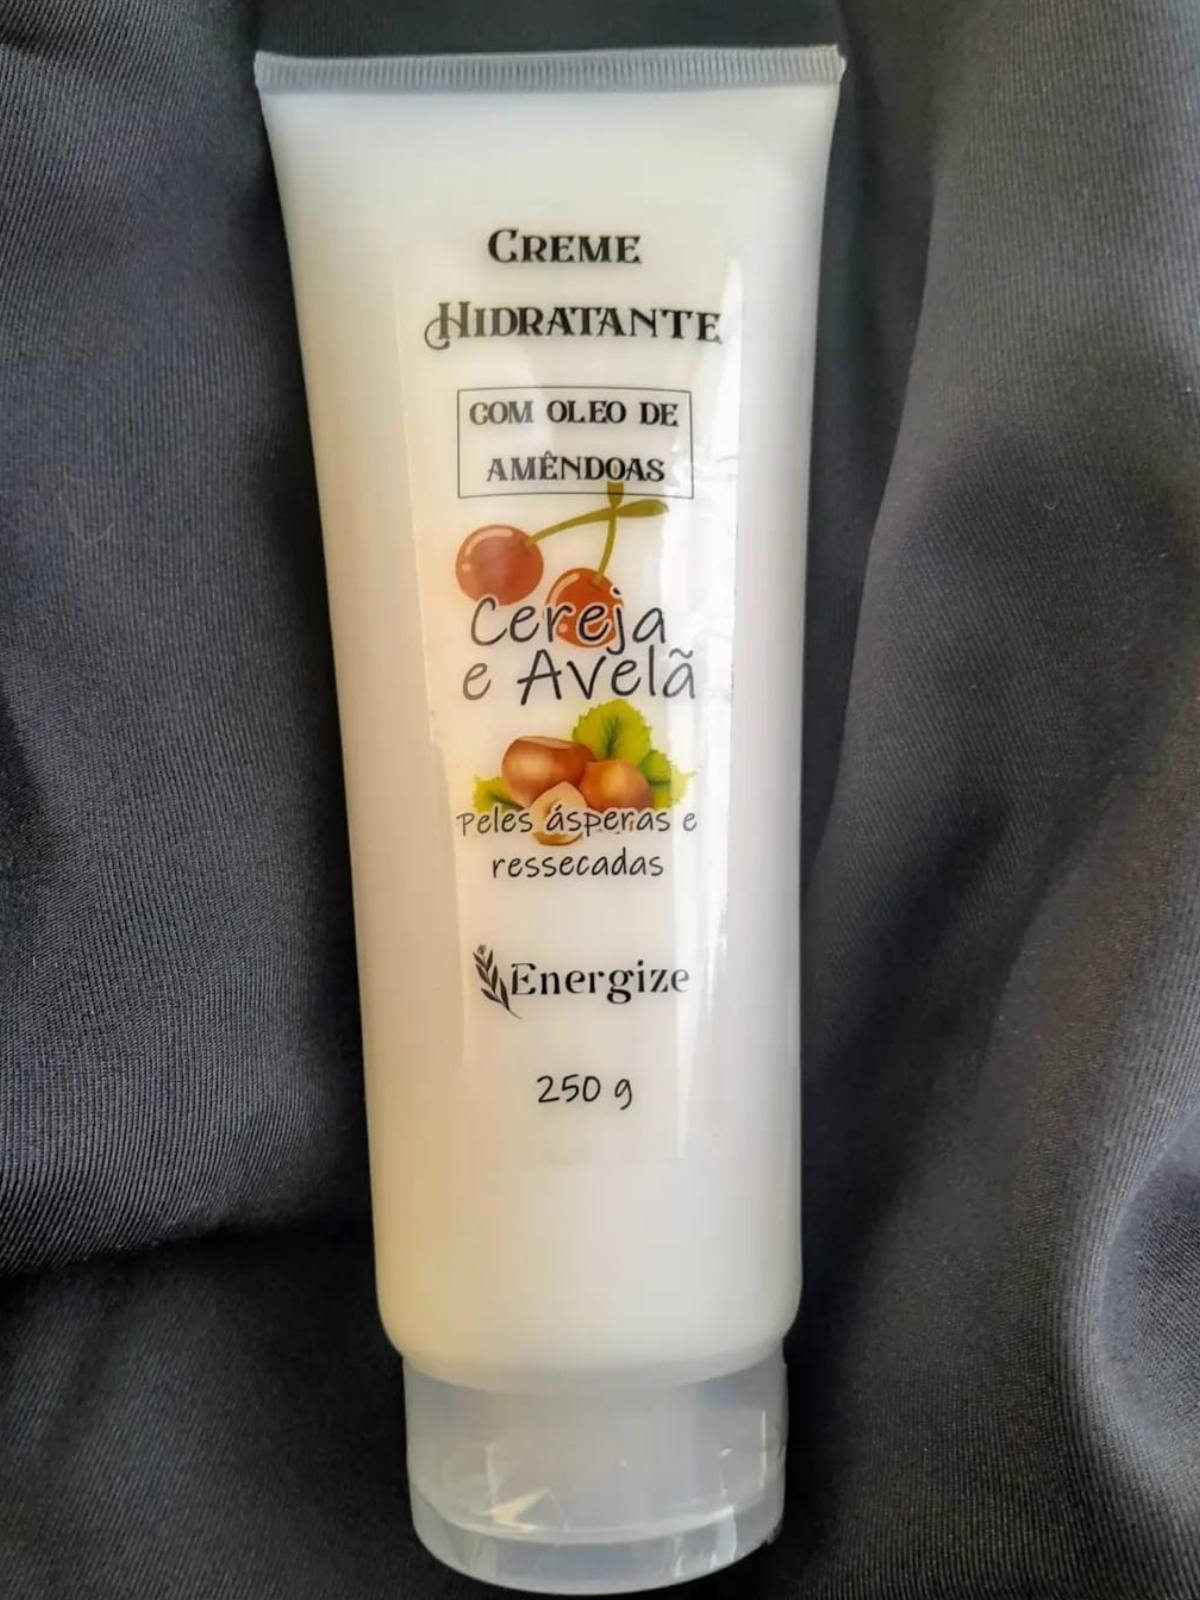 CREME
HIDRATANTE
COM OLEO DE
AMÊNDOAS
Cereja
e Avelã
Peles ásperas e
ressecadas
Energize
250 g